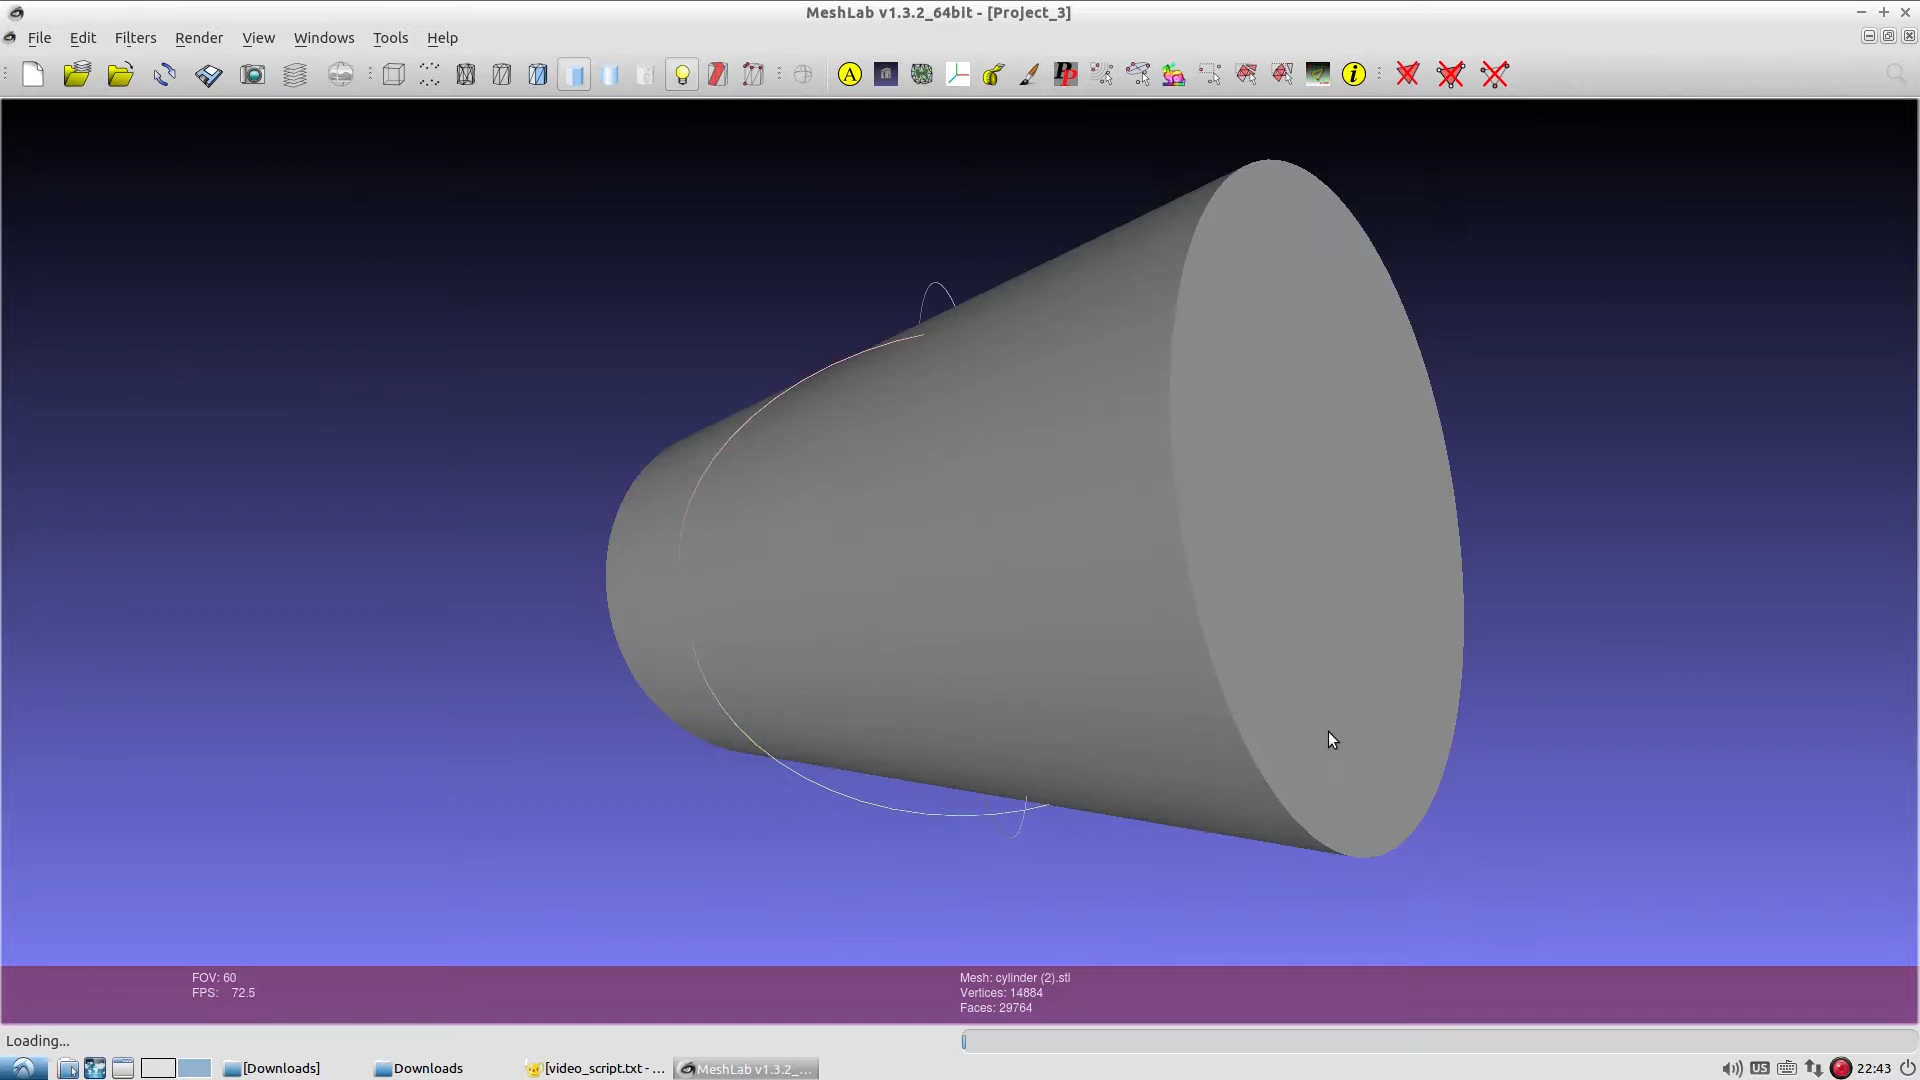 MeshLab v1.3.2_64bit - [Project_3]
File Edit Filters Render View Windows Tools Help
A
PP
i
FOV: 60
FPS: 72.5
Mesh: cylinder (2).stl
Vertices: 14884
Faces: 29764
Loading...
[Downloads]
Downloads
[video_script.txt - ...
MeshLab v1.3.2_...
US
22:43